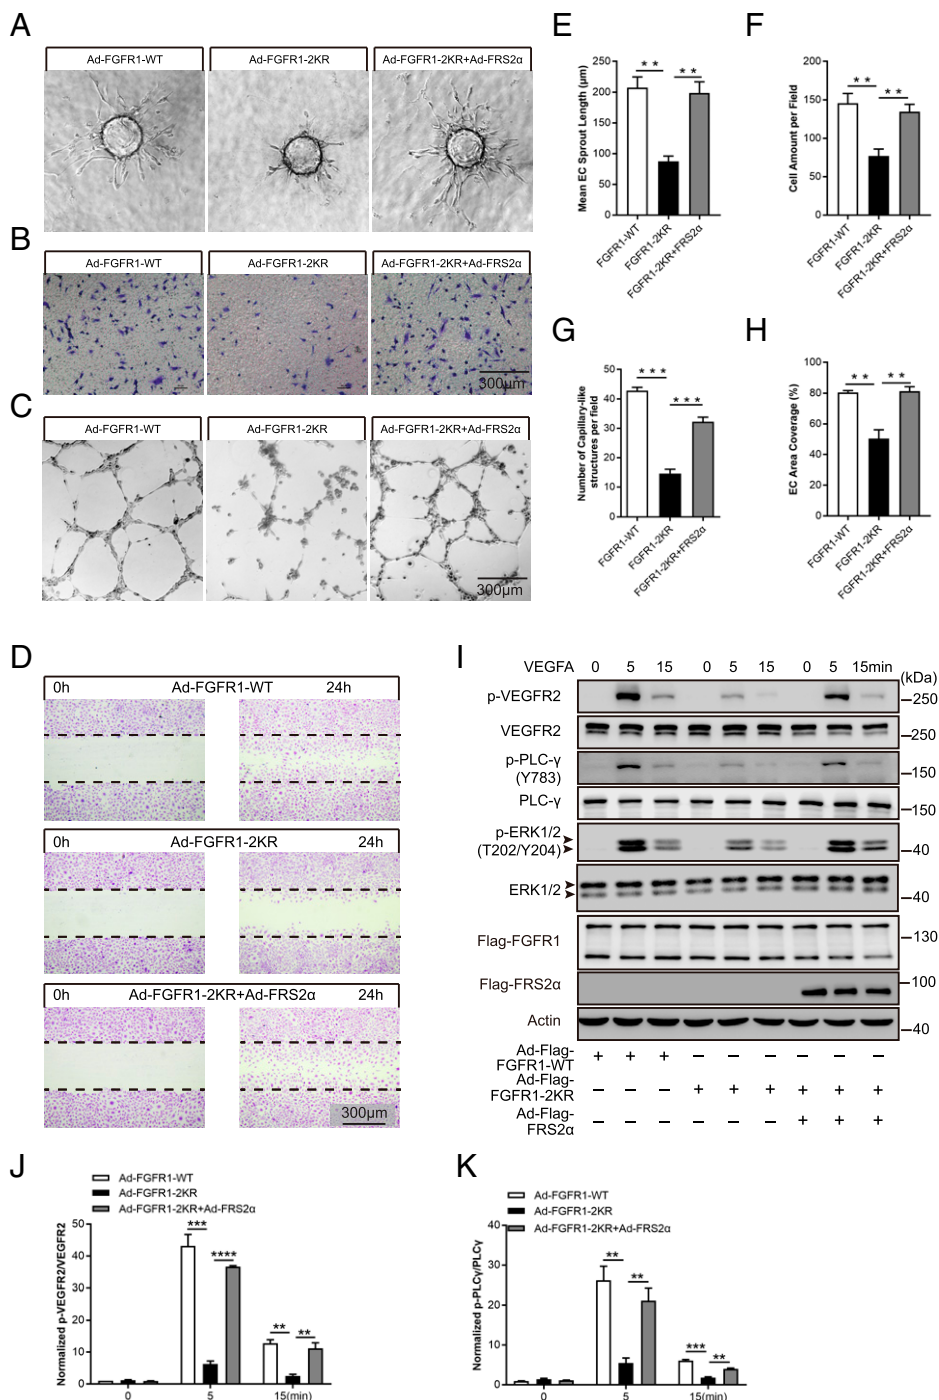 A
Ad-FGFR1-WT
Ad-FGFR1-2KR
Ad-FGFR1-2KR+Ad-FRS2α
B
Ad-FGFR1-WT
Ad-FGFR1-2KR
Ad-FGFR1-2KR+Ad-FRS2α
300μm
C
Ad-FGFR1-WT
Ad-FGFR1-2KR
Ad-FGFR1-2KR+Ad-FRS2α
300μm
D
0h Ad-FGFR1-WT 24h
0h Ad-FGFR1-2KR 24h
0h Ad-FGFR1-2KR+Ad-FRS2α 24h
300μm
E
Mean EC Sprout Length (μm)
250
200
150
100
50
0
* *
* *
FGFR1-WT
FGFR1-2KR
FGFR1-2KR+FRS2α
F
Cell Amount per Field
200
150
100
50
0
* *
* *
FGFR1-WT
FGFR1-2KR
FGFR1-2KR+FRS2α
G
Number of Capillary-like
structures per field
50
40
30
20
10
0
* * *
* * *
FGFR1-WT
FGFR1-2KR
FGFR1-2KR+FRS2α
H
EC Area Coverage (%)
100
80
60
40
20
0
* *
* *
FGFR1-WT
FGFR1-2KR
FGFR1-2KR+FRS2α
I
VEGFA 0 5 15 0 5 15 0 5 15min
(kDa)
p-VEGFR2
250
VEGFR2
250
p-PLC-γ
(Y783)
150
PLC-γ
150
p-ERK1/2
(T202/Y204)
40
ERK1/2
40
Flag-FGFR1
130
Flag-FRS2α
100
Actin
40
Ad-Flag-
FGFR1-WT
+ + + − − − − − −
Ad-Flag-
FGFR1-2KR
− − − + + + + + +
Ad-Flag-
FRS2α
− − − − − − + + +
J
Ad-FGFR1-WT
Ad-FGFR1-2KR
Ad-FGFR1-2KR+Ad-FRS2α
Normalized p-VEGFR2/VEGFR2
50
40
30
20
10
0
***
****
**
**
0 5 15(min)
K
Ad-FGFR1-WT
Ad-FGFR1-2KR
Ad-FGFR1-2KR+Ad-FRS2α
Normalized p-PLCγ/PLCγ
40
30
20
10
0
**
**
***
**
0 5 15(min)